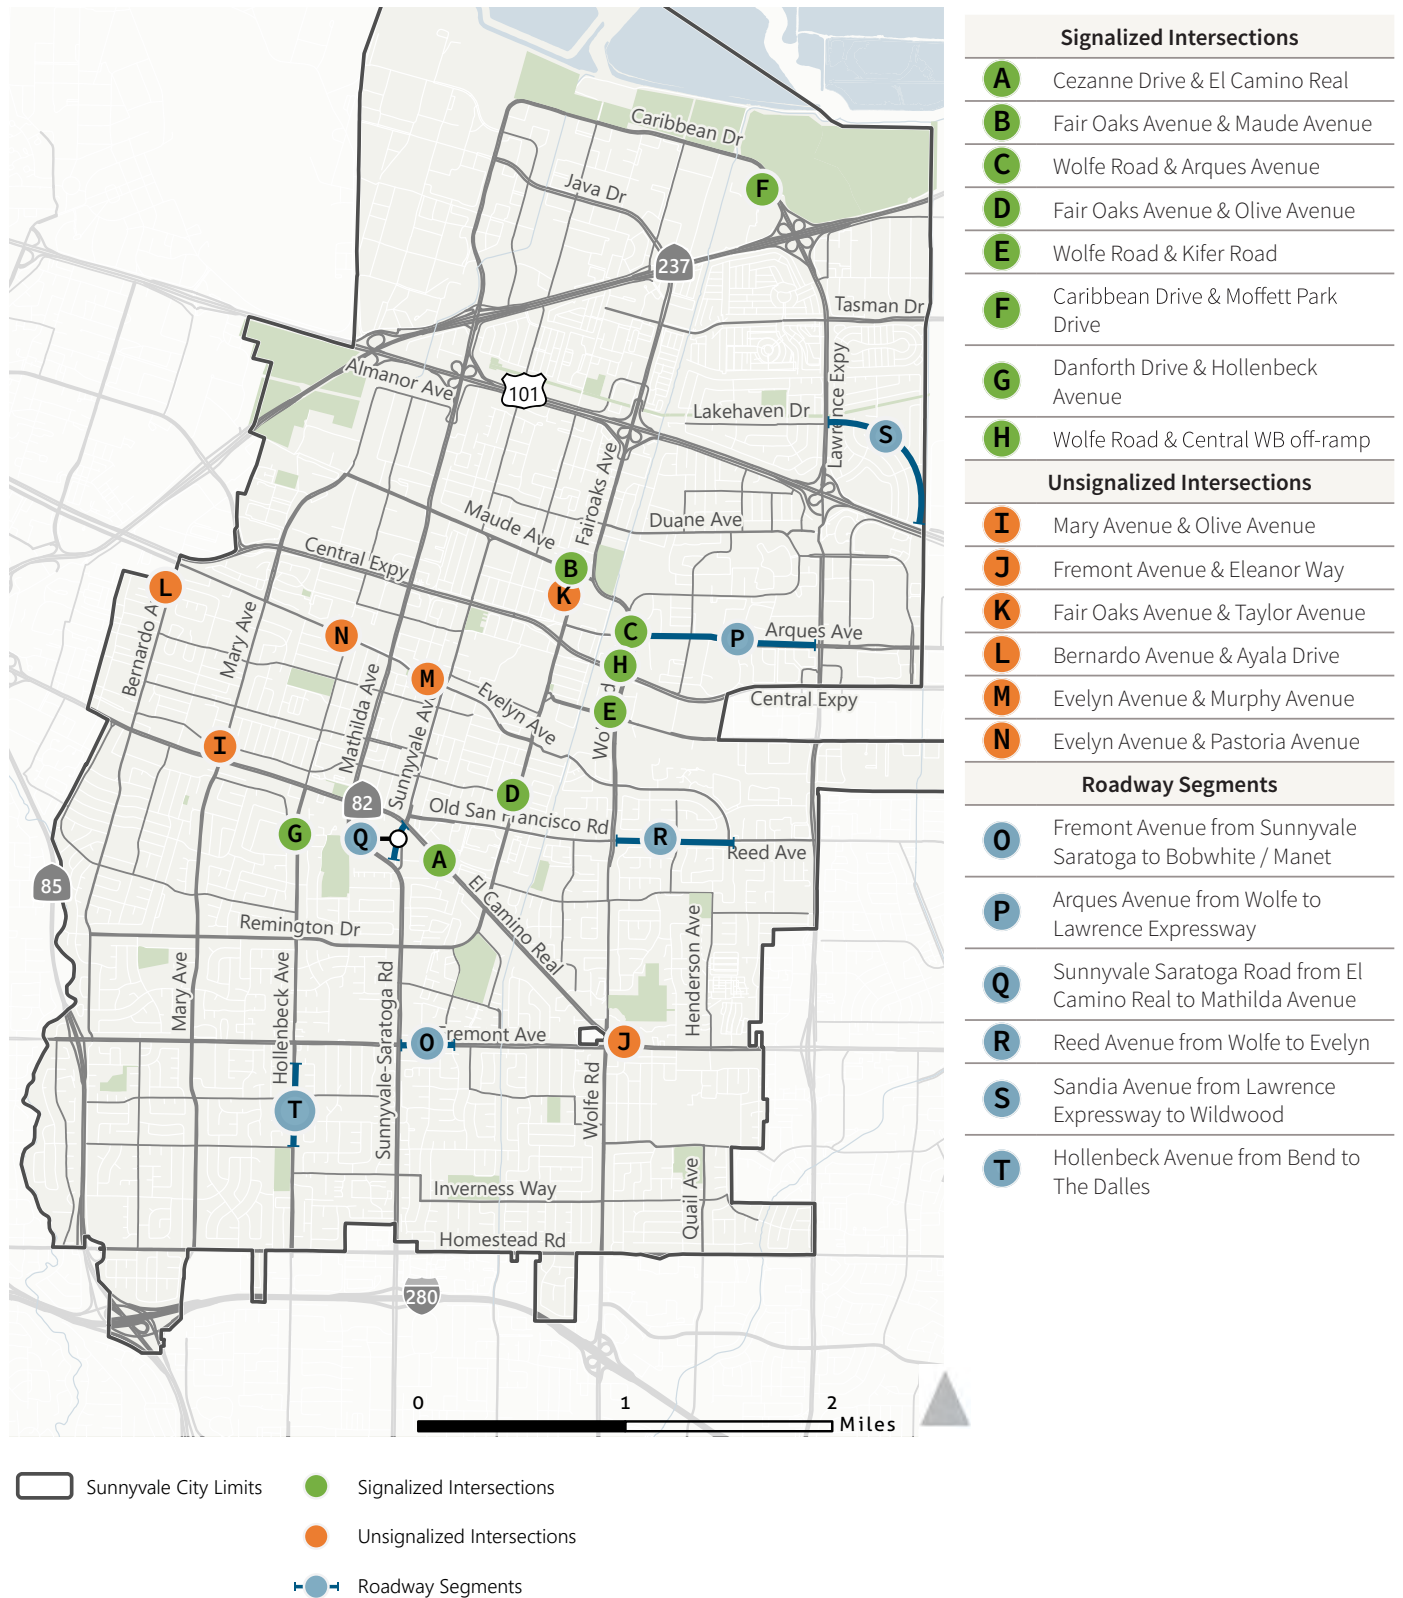 Caribbean Dr
Java Dr
F
237
Tasman Dr
Almanor Ave
101
Lawrence Expy
Lakehaven Dr
S
Fairoaks Ave
Maude Ave
Duane Ave
Central Expy
B
K
L
Bernardo A
Mary Ave
N
C
P
Arques Ave
H
M
Central Expy
Evelyn Ave
E
Wo
d
Mathilda Ave
Sunnyvale Av
I
D
82
Old San Francisco Rd
G
Q
R
A
Reed Ave
85
El Camino Real
Remington Dr
Henderson Ave
Mary Ave
Hollenbeck Ave
Sunnyvale-Saratoga Rd
O
Fremont Ave
J
Wolfe Rd
T
Inverness Way
Quail Ave
Homestead Rd
280
0 1 2
Miles
Signalized Intersections
A Cezanne Drive & El Camino Real
B Fair Oaks Avenue & Maude Avenue
C Wolfe Road & Arques Avenue
D Fair Oaks Avenue & Olive Avenue
E Wolfe Road & Kifer Road
F Caribbean Drive & Moffett Park
Drive
G Danforth Drive & Hollenbeck
Avenue
H Wolfe Road & Central WB off-ramp
Unsignalized Intersections
I Mary Avenue & Olive Avenue
J Fremont Avenue & Eleanor Way
K Fair Oaks Avenue & Taylor Avenue
L Bernardo Avenue & Ayala Drive
M Evelyn Avenue & Murphy Avenue
N Evelyn Avenue & Pastoria Avenue
Roadway Segments
O Fremont Avenue from Sunnyvale
Saratoga to Bobwhite / Manet
P Arques Avenue from Wolfe to
Lawrence Expressway
Q Sunnyvale Saratoga Road from El
Camino Real to Mathilda Avenue
R Reed Avenue from Wolfe to Evelyn
S Sandia Avenue from Lawrence
Expressway to Wildwood
T Hollenbeck Avenue from Bend to
The Dalles
Sunnyvale City Limits
Signalized Intersections
Unsignalized Intersections
Roadway Segments